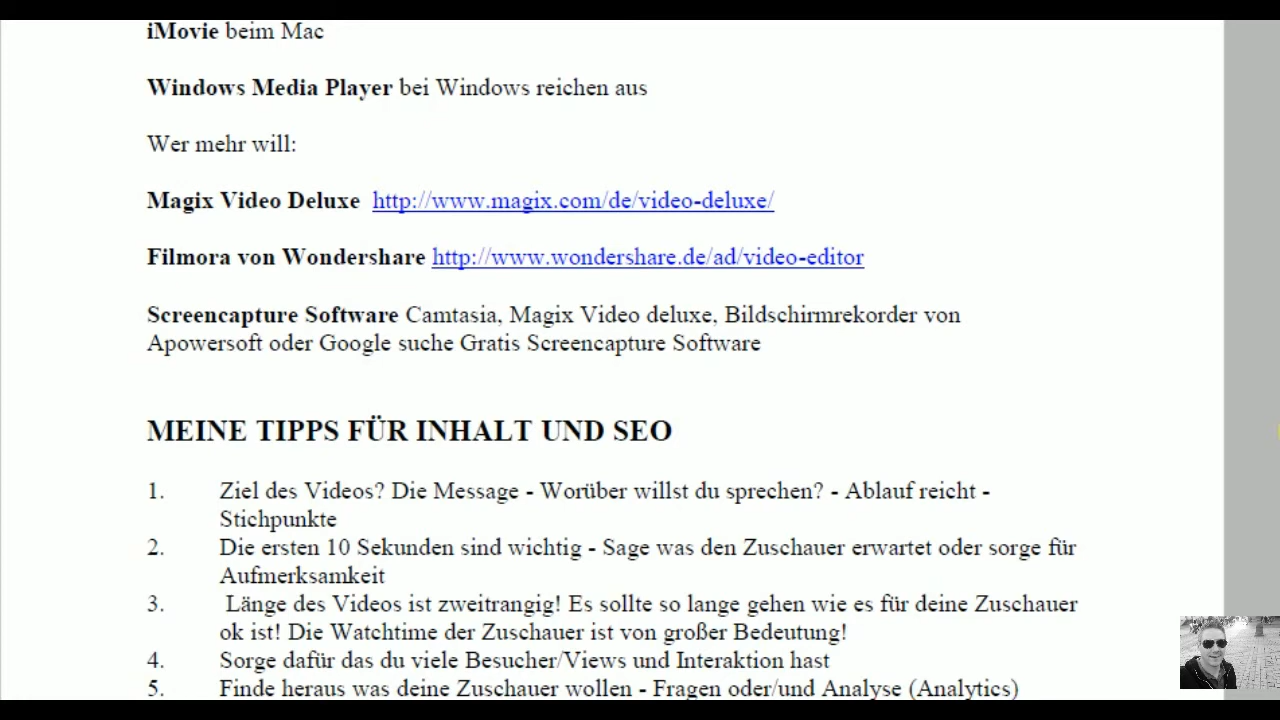 iMovie beim Mac
Windows Media Player bei Windows reichen aus
Wer mehr will:
Magix Video Deluxe http://www.magix.com/de/video-deluxe/
Filmora von Wondershare http://www.wondershare.de/ad/video-editor
Screencapture Software Camtasia, Magix Video deluxe, Bildschirmrekorder von
Apowersoft oder Google suche Gratis Screencapture Software
MEINE TIPPS FÜR INHALT UND SEO
1. Ziel des Videos? Die Message - Worüber willst du sprechen? - Ablauf reicht -
Stichpunkte
2. Die ersten 10 Sekunden sind wichtig - Sage was den Zuschauer erwartet oder sorge für
Aufmerksamkeit
3. Länge des Videos ist zweitrangig! Es sollte so lange gehen wie es für deine Zuschauer
ok ist! Die Watchtime der Zuschauer ist von großer Bedeutung!
4. Sorge dafür das du viele Besucher/Views und Interaktion hast
5. Finde heraus was deine Zuschauer wollen - Fragen oder/und Analyse (Analytics)